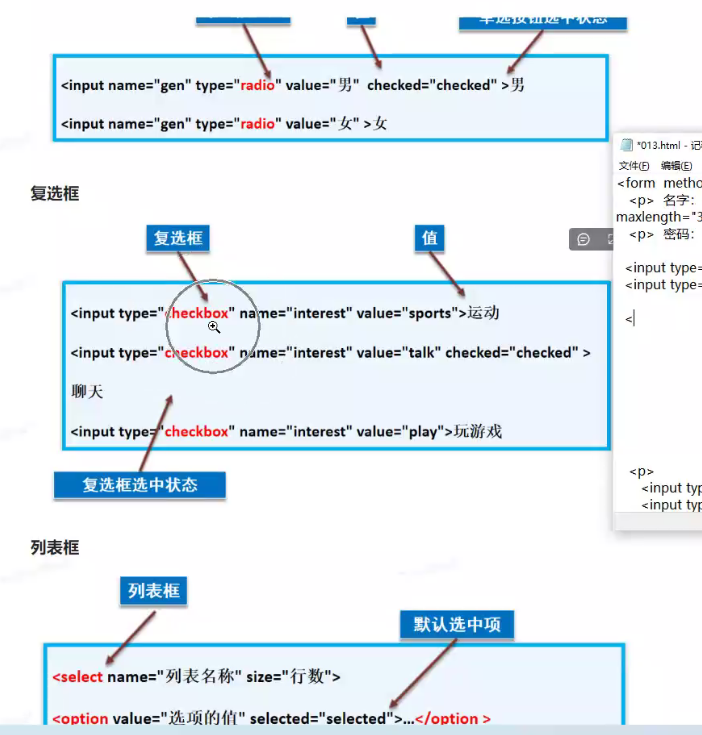 单选按钮选中状态
<input name="gen" type="radio" value="男" checked="checked" >男
<input name="gen" type="radio" value="女" >女
复选框
复选框
值
<input type="checkbox" name="interest" value="sports">运动
<input type="checkbox" name="interest" value="talk" checked="checked" >
聊天
<input type="checkbox" name="interest" value="play">玩游戏
复选框选中状态
列表框
列表框
默认选中项
<select name="列表名称" size="行数">
<option value="选项的值" selected="selected">...</option >
*013.html - 记
文件(F) 编辑(E)
<form metho
<p> 名字:
maxlength="3
<p> 密码:
<input type=
<input type=
<
<p>
<input typ
<input typ